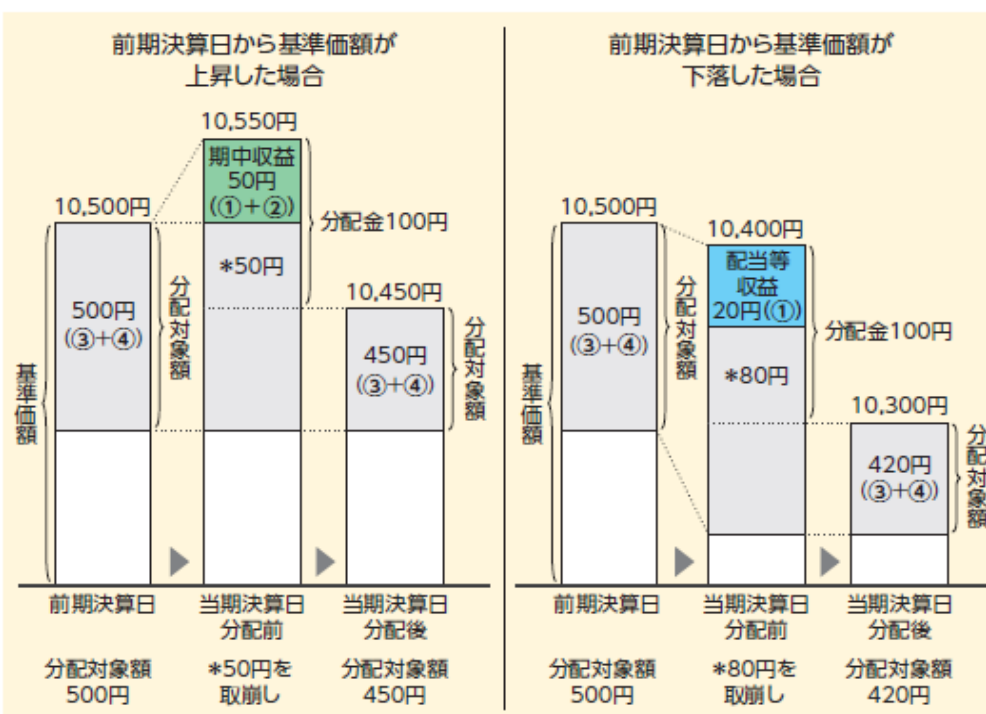 前期決算日から基準価額が
上昇した場合
10,550円
期中収益
50円
(①+②)
10,500円
分配金100円
*50円
10,450円
500円
(③+④)
分配対象額
450円
(③+④)
分配対象額
基準価額
前期決算日
当期決算日
分配前
当期決算日
分配後
分配対象額
500円
*50円を
取崩し
分配対象額
450円
前期決算日から基準価額が
下落した場合
10,500円
10,400円
配当等
収益
20円(①)
分配金100円
500円
(③+④)
分配対象額
*80円
10,300円
420円
(③+④)
分配対象額
基準価額
前期決算日
当期決算日
分配前
当期決算日
分配後
分配対象額
500円
*80円を
取崩し
分配対象額
420円